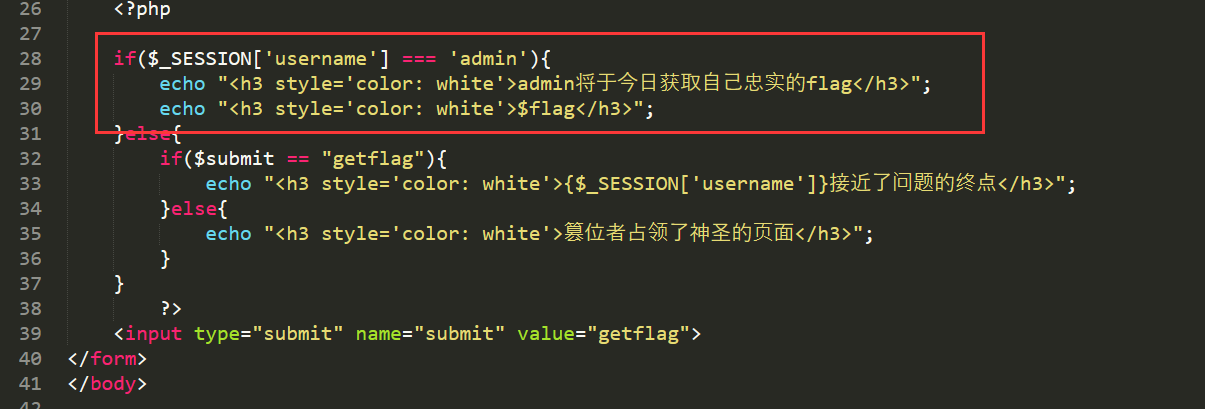 26 <?php
27
28 if($_SESSION['username'] === 'admin'){
29 echo "<h3 style='color: white'>admin将于今日获取自己忠实的flag</h3>";
30 echo "<h3 style='color: white'>$flag</h3>";
31 }else{
32 if($submit == "getflag"){
33 echo "<h3 style='color: white'>{$_SESSION['username']}接近了问题的终点</h3>";
34 }else{
35 echo "<h3 style='color: white'>篡位者占领了神圣的页面</h3>";
36 }
37 }
38 ?>
39 <input type="submit" name="submit" value="getflag">
40 </form>
41 </body>
42